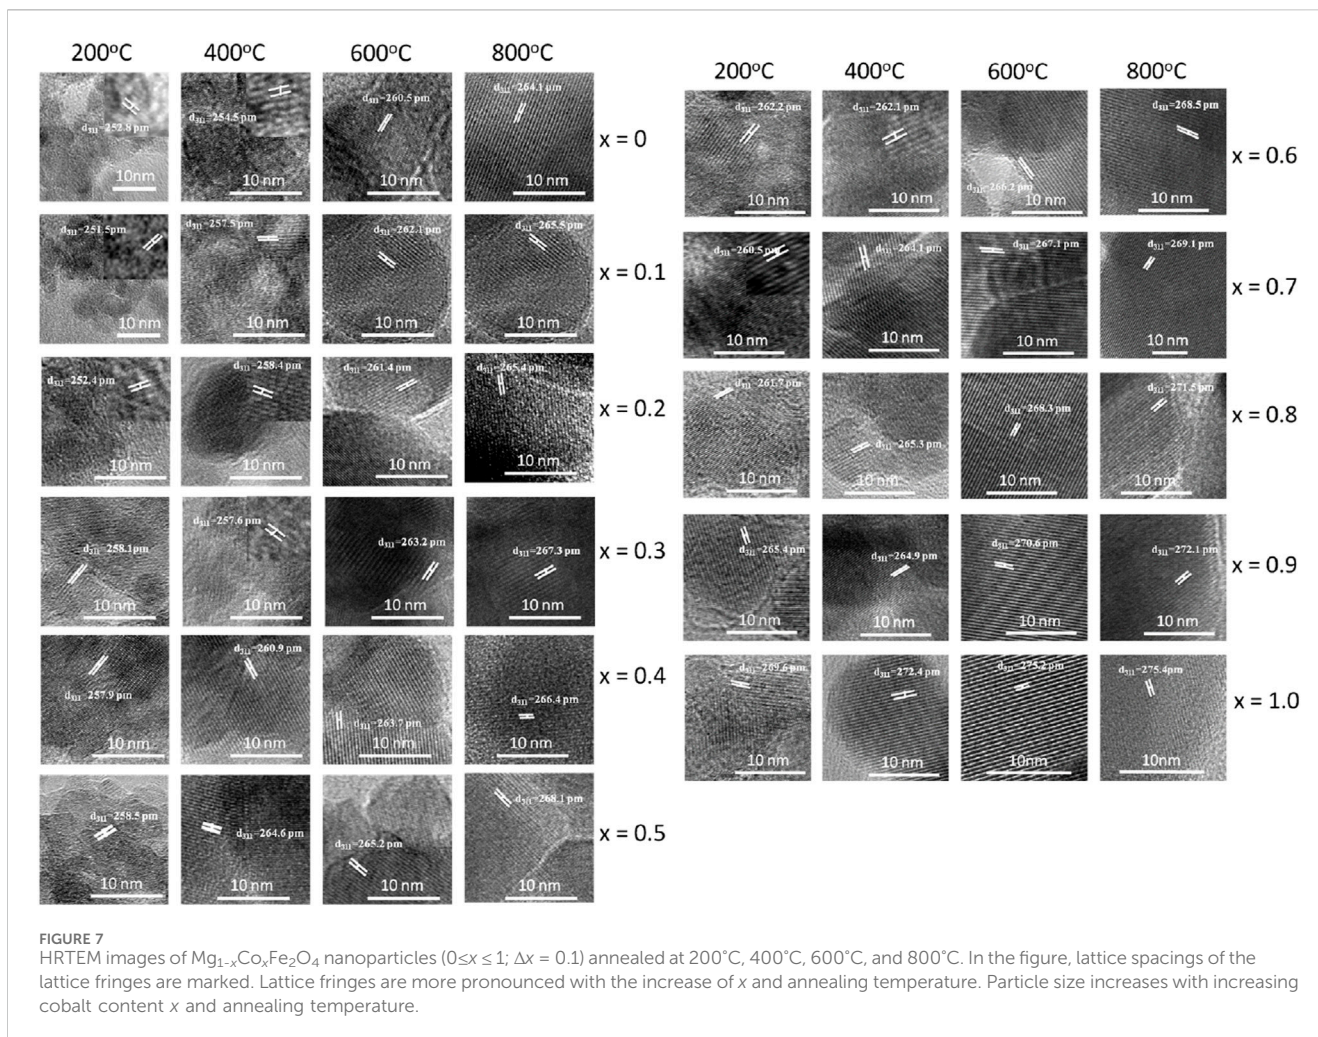 200°C 400°C 600°C 800°C
d311=252.8 pm d311=254.5 pm d311=260.5 pm d311=264.1 pm
x = 0
10nm 10 nm 10 nm 10 nm
d311=251.5pm d311=257.5 pm d311=262.1 pm d311=265.5 pm
x = 0.1
10 nm 10 nm 10 nm 10 nm
d311=252.4 pm d311=258.4 pm d311=261.4 pm d311=265.4 pm
x = 0.2
10 nm 10 nm 10 nm 10 nm
d311=258.1pm d311=257.6 pm d311=263.2 pm d311=267.3 pm
x = 0.3
10 nm 10 nm 10 nm 10 nm
d311=257.9 pm d311=260.9 pm d311=263.7 pm d311=266.4 pm
x = 0.4
10 nm 10 nm 10 nm 10 nm
d311=258.5 pm d311=264.6 pm d311=265.2 pm d311=268.1 pm
x = 0.5
10 nm 10 nm 10 nm 10 nm
200°C 400°C 600°C 800°C
d311=262.2 pm d311=262.1 pm d311=266.2 pm d311=268.5 pm
x = 0.6
10 nm 10 nm 10 nm 10 nm
d311=260.5 pm d311=264.1 pm d311=267.1 pm d311=269.1 pm
x = 0.7
10 nm 10 nm 10 nm 10 nm
d311=261.7 pm d311=265.3 pm d311=268.3 pm d311=271.5 pm
x = 0.8
10 nm 10 nm 10 nm 10 nm
d311=265.4 pm d311=264.9 pm d311=270.6 pm d311=272.1 pm
x = 0.9
10 nm 10 nm 10 nm 10 nm
d311=269.6 pm d311=272.4 pm d311=275.2 pm d311=275.4pm
x = 1.0
10 nm 10 nm 10nm 10nm
FIGURE 7
HRTEM images of Mg1-xCoxFe2O4 nanoparticles (0≤x ≤ 1; Δx = 0.1) annealed at 200°C, 400°C, 600°C, and 800°C. In the figure, lattice spacings of the
lattice fringes are marked. Lattice fringes are more pronounced with the increase of x and annealing temperature. Particle size increases with increasing
cobalt content x and annealing temperature.